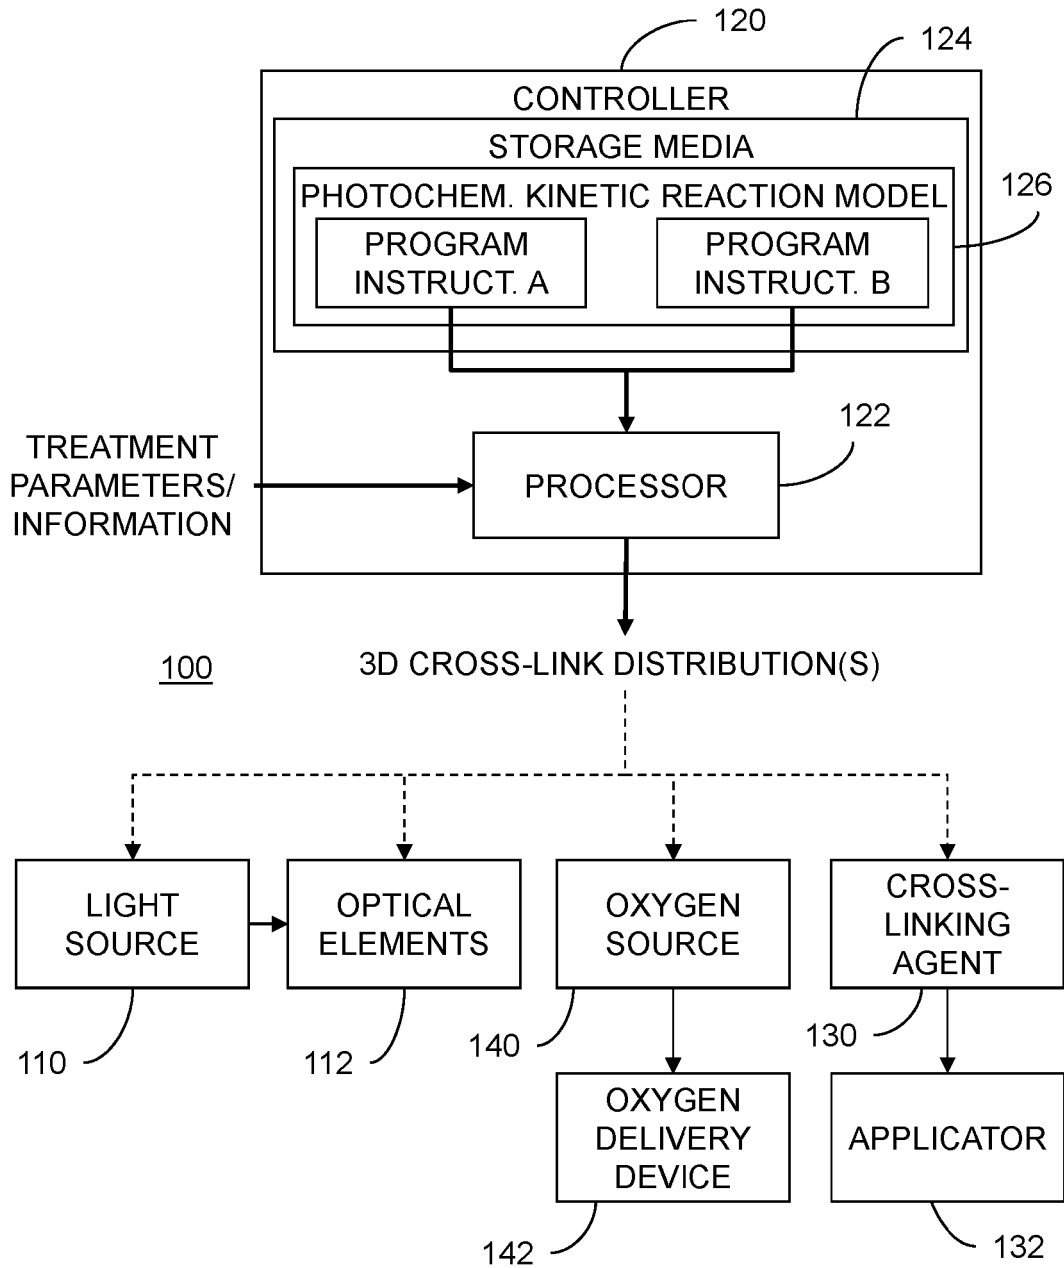 120
124
CONTROLLER
STORAGE MEDIA
PHOTOCHEM. KINETIC REACTION MODEL
126
PROGRAM
INSTRUCT. A
PROGRAM
INSTRUCT. B
122
TREATMENT
PARAMETERS/
INFORMATION
PROCESSOR
100
3D CROSS-LINK DISTRIBUTION(S)
LIGHT
SOURCE
OPTICAL
ELEMENTS
OXYGEN
SOURCE
CROSS-
LINKING
AGENT
110
112
140
130
OXYGEN
DELIVERY
DEVICE
APPLICATOR
142
132